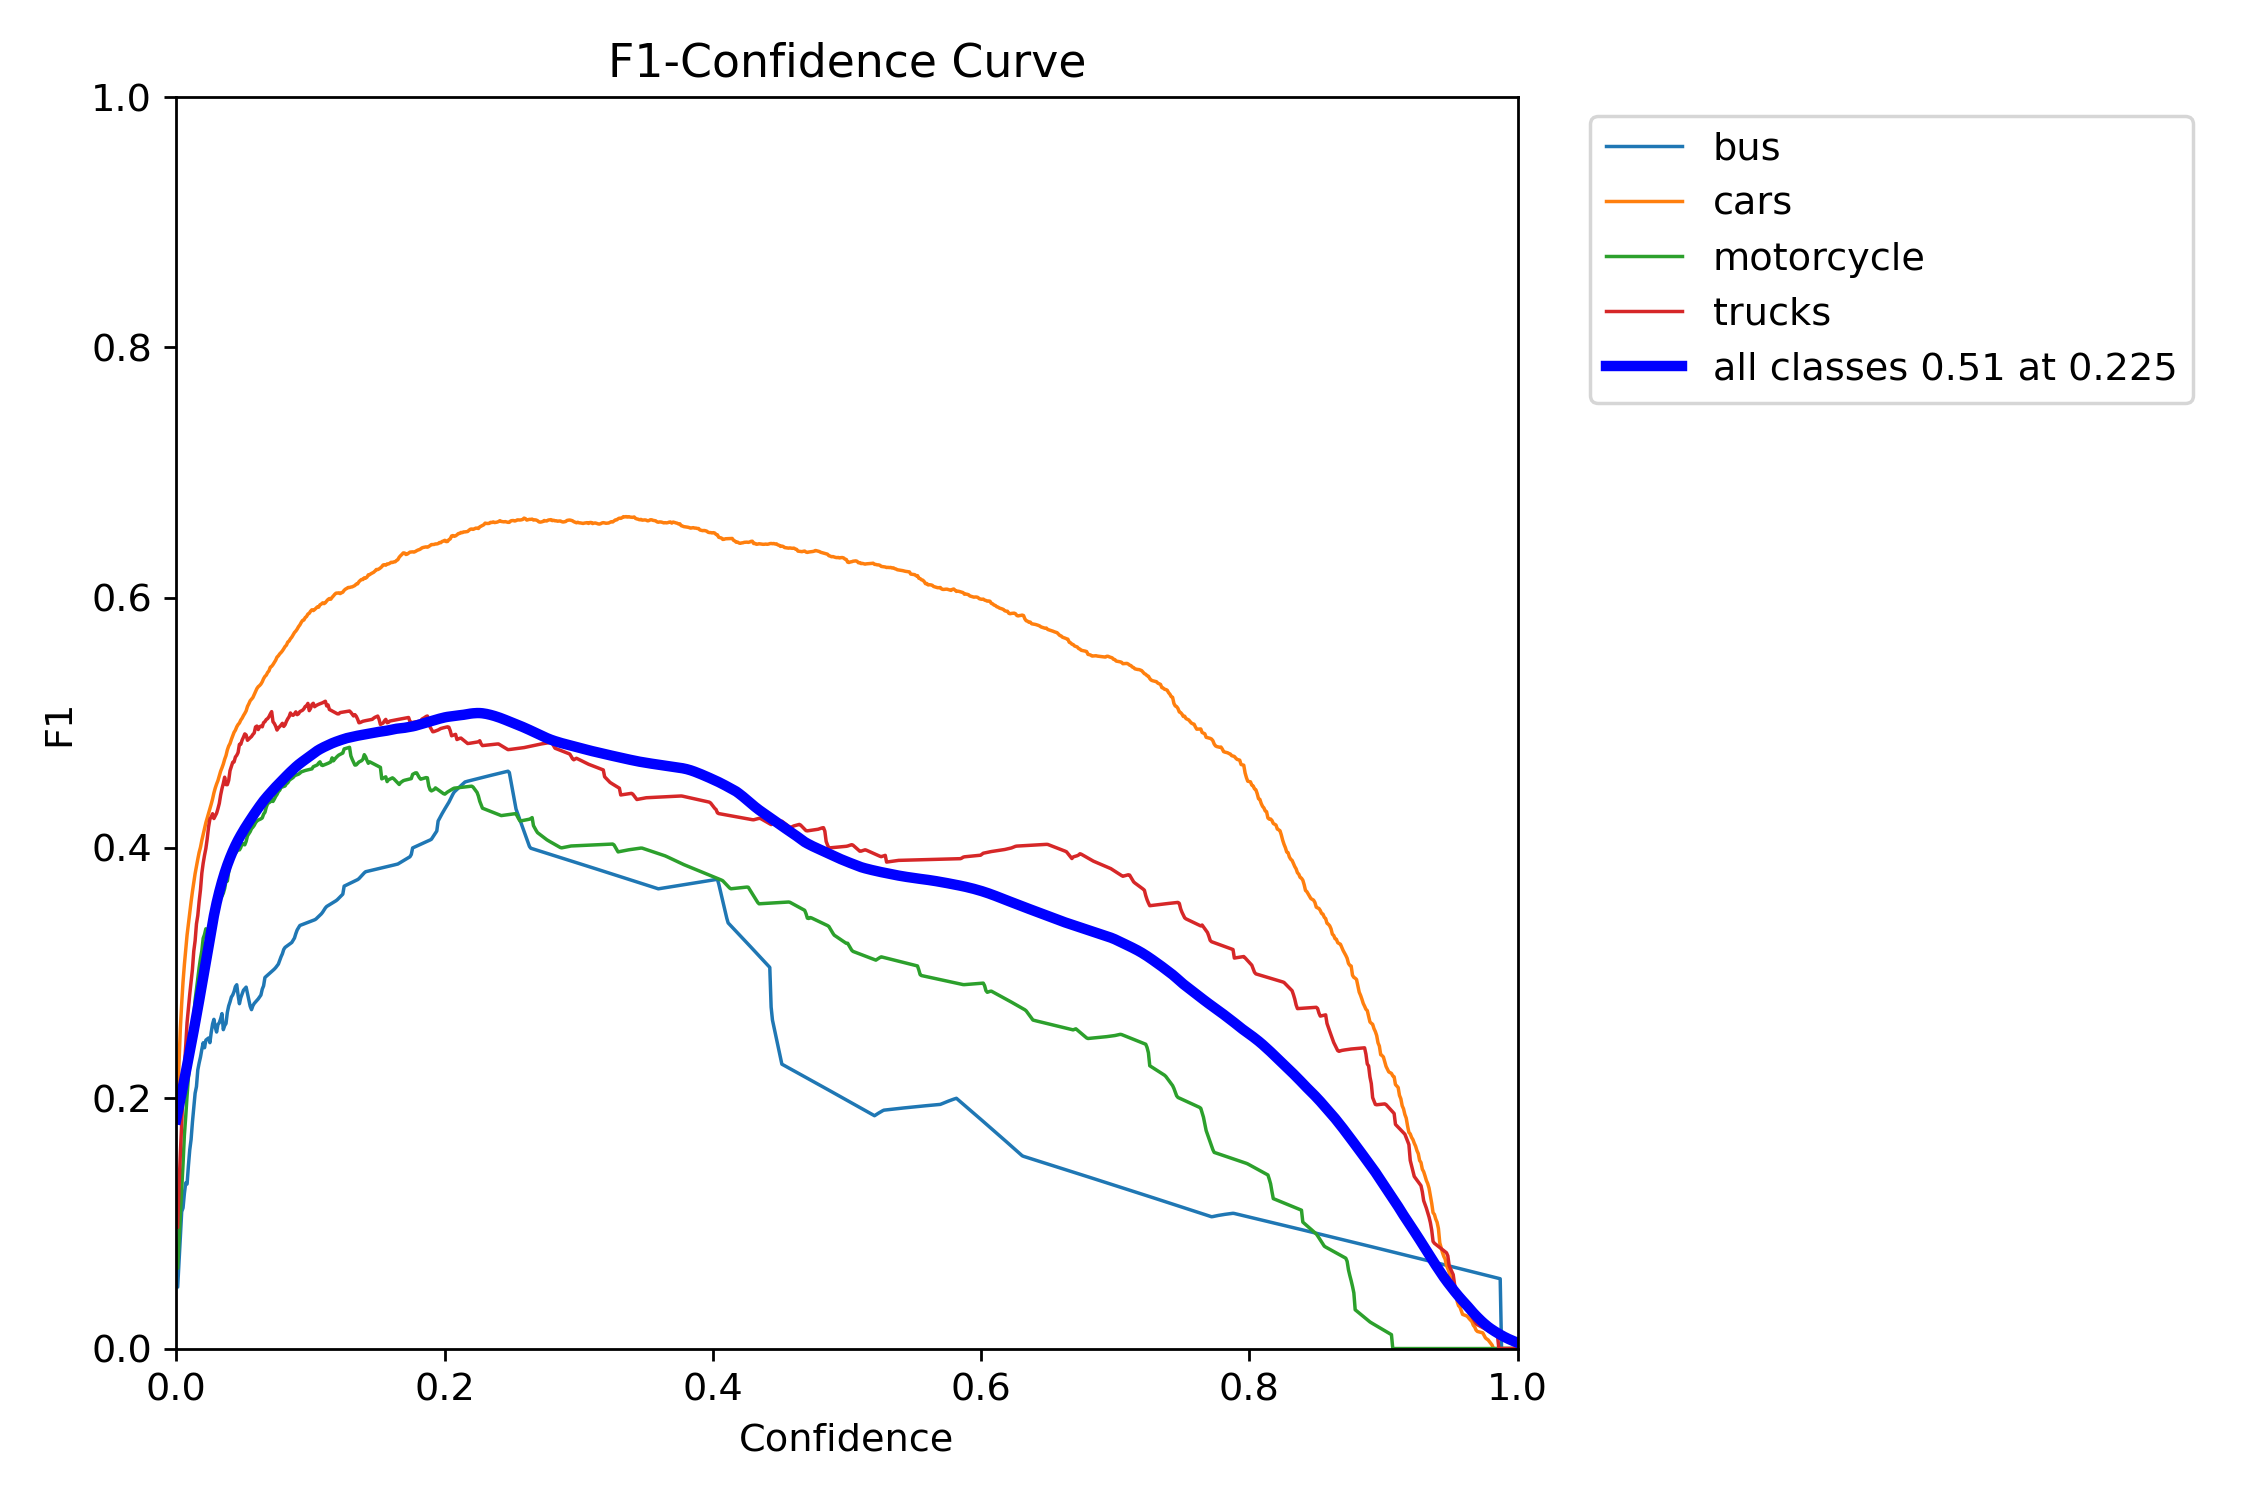 F1-Confidence Curve
1.0
0.8
0.6
0.4
0.2
0.0
F1
0.0 0.2 0.4 0.6 0.8 1.0
Confidence
bus
cars
motorcycle
trucks
all classes 0.51 at 0.225